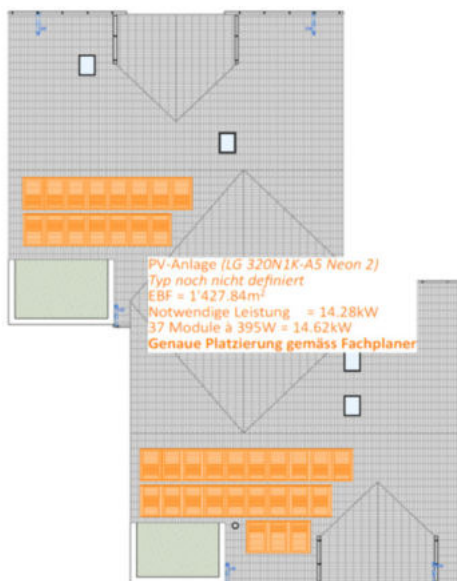 PV-Anlage (LG 320N1K-A5 Neon 2)
Typ noch nicht definiert
EBF = 1'427.84m²
Notwendige Leistung = 14.28kW
37 Module à 395W = 14.62kW
Genaue Platzierung gemäss Fachplaner